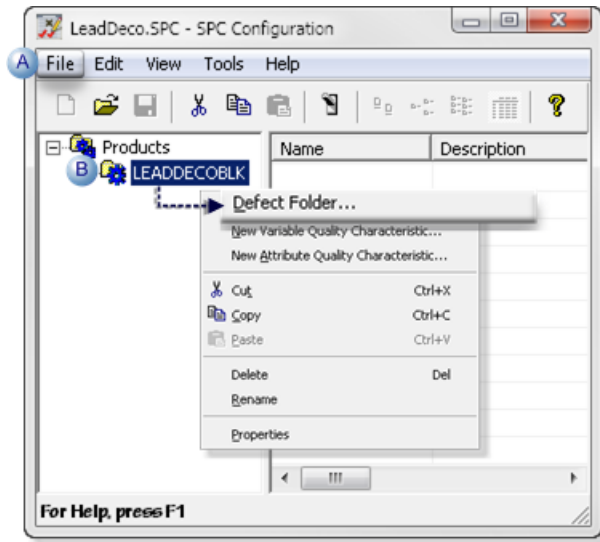 LeadDeco.SPC - SPC Configuration
A File Edit View Tools Help
Products
Name Description
B LEADDECOBLK
Defect Folder...
New Variable Quality Characteristic...
New Attribute Quality Characteristic...
Cut Ctrl+X
Copy Ctrl+C
Paste Ctrl+V
Delete Del
Rename
Properties
For Help, press F1